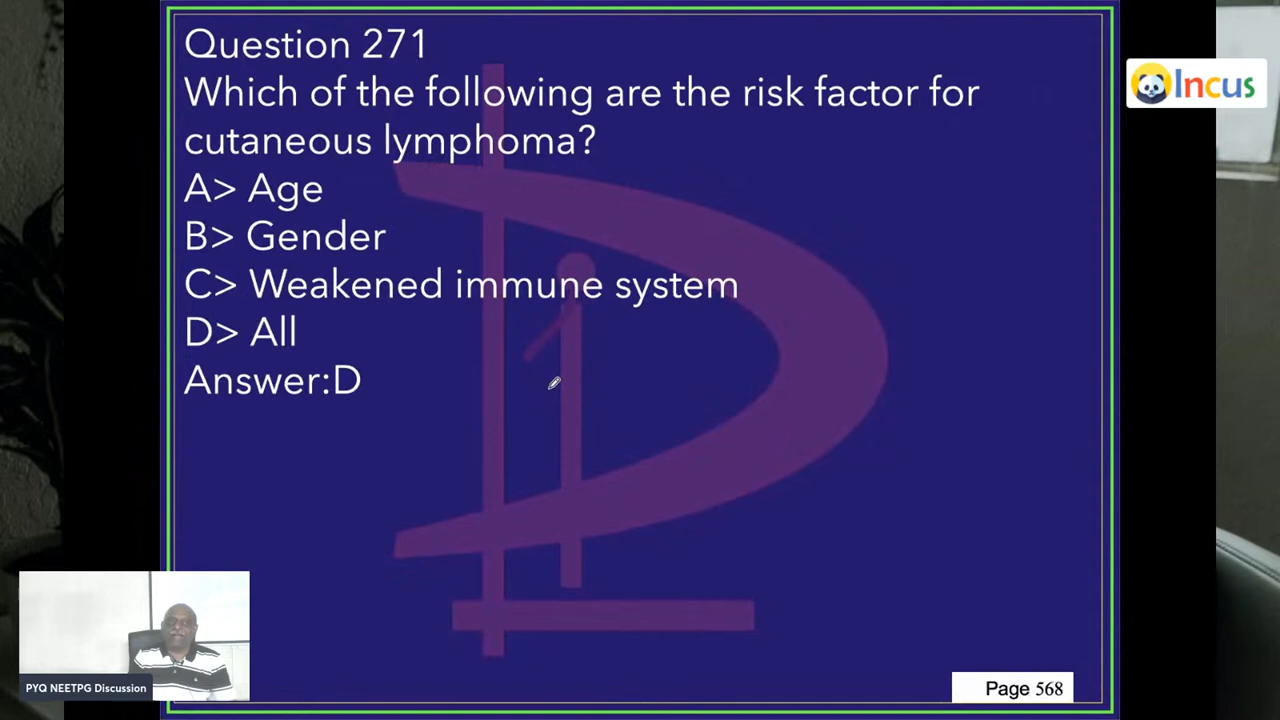 Question 271
Which of the following are the risk factor for
cutaneous lymphoma?
A> Age
B> Gender
C> Weakened immune system
D> All
Answer:D
Incus
PYQ NEETPG Discussion
Page 568